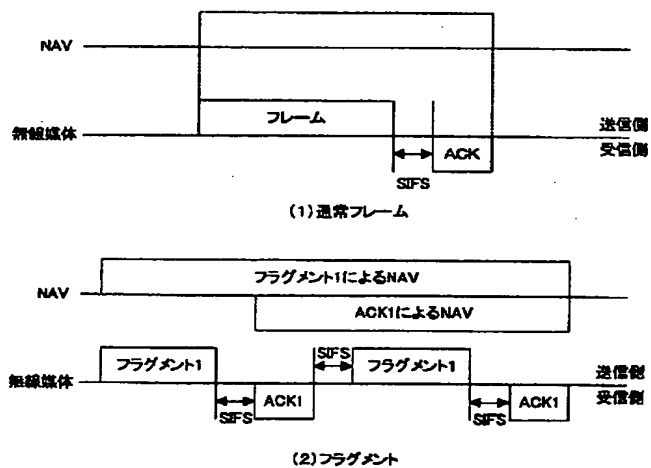 NAV
フレーム
無線媒体
送信側
受信側
SIFS
ACK
(1)通常フレーム
フラグメント1によるNAV
NAV
ACK1によるNAV
SIFS
フラグメント1
フラグメント1
無線媒体
送信側
受信側
SIFS
ACK1
SIFS
ACK1
(2)フラグメント